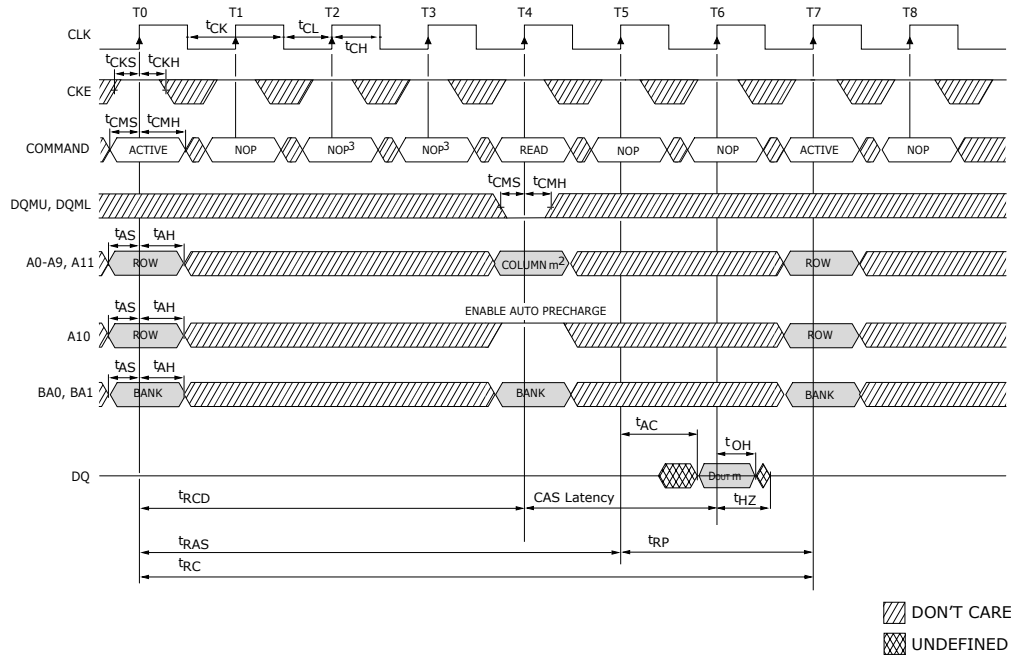 T0 T1 T2 T3 T4 T5 T6 T7 T8
CLK tCK tCL tCH
tCKS tCKH
CKE
tCMS tCMH
COMMAND ACTIVE NOP NOP3 NOP3 READ NOP NOP ACTIVE NOP
tCMS tCMH
DQMU, DQML
tAS tAH
A0-A9, A11 ROW COLUMN m2 ROW
ENABLE AUTO PRECHARGE
tAS tAH
A10 ROW ROW
tAS tAH
BA0, BA1 BANK BANK BANK
tAC tOH
DQ DOUT m
tRCD CAS Latency tHZ
tRAS tRP
tRC
DON'T CARE
UNDEFINED